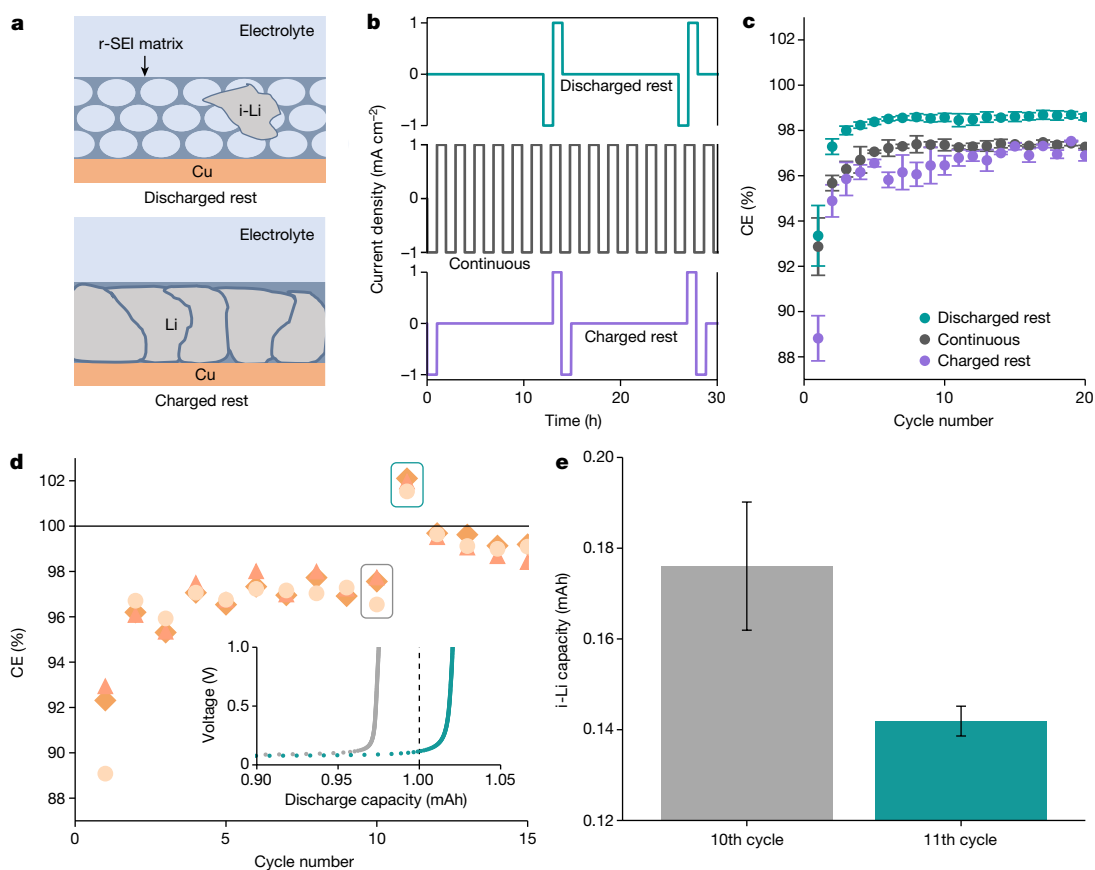 a
Electrolyte
r-SEI matrix
i-Li
Cu
Discharged rest
Electrolyte
Li
Cu
Charged rest
b
Current density (mA cm−2)
1
0
−1
Discharged rest
1
0
−1
Continuous
1
0
−1
Charged rest
0 10 20 30
Time (h)
c
CE (%)
102
100
98
96
94
92
90
88
Discharged rest
Continuous
Charged rest
0 10 20
Cycle number
d
CE (%)
102
100
98
96
94
92
90
88
Voltage (V)
1.0
0.5
0
0.90 0.95 1.00 1.05
Discharge capacity (mAh)
0 5 10 15
Cycle number
e
i-Li capacity (mAh)
0.20
0.18
0.16
0.14
0.12
10th cycle 11th cycle